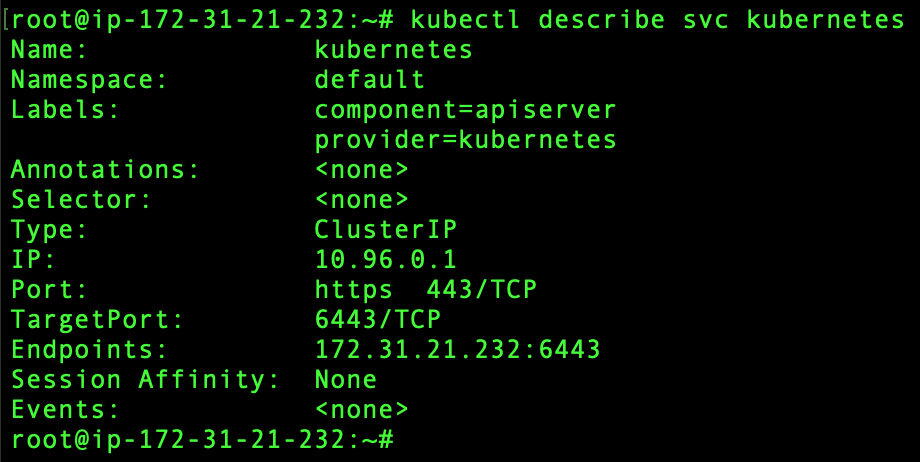 [root@ip-172-31-21-232:~# kubectl describe svc kubernetes
Name:              kubernetes
Namespace:         default
Labels:            component=apiserver
                   provider=kubernetes
Annotations:       <none>
Selector:          <none>
Type:              ClusterIP
IP:                10.96.0.1
Port:              https  443/TCP
TargetPort:        6443/TCP
Endpoints:         172.31.21.232:6443
Session Affinity:  None
Events:            <none>
root@ip-172-31-21-232:~#